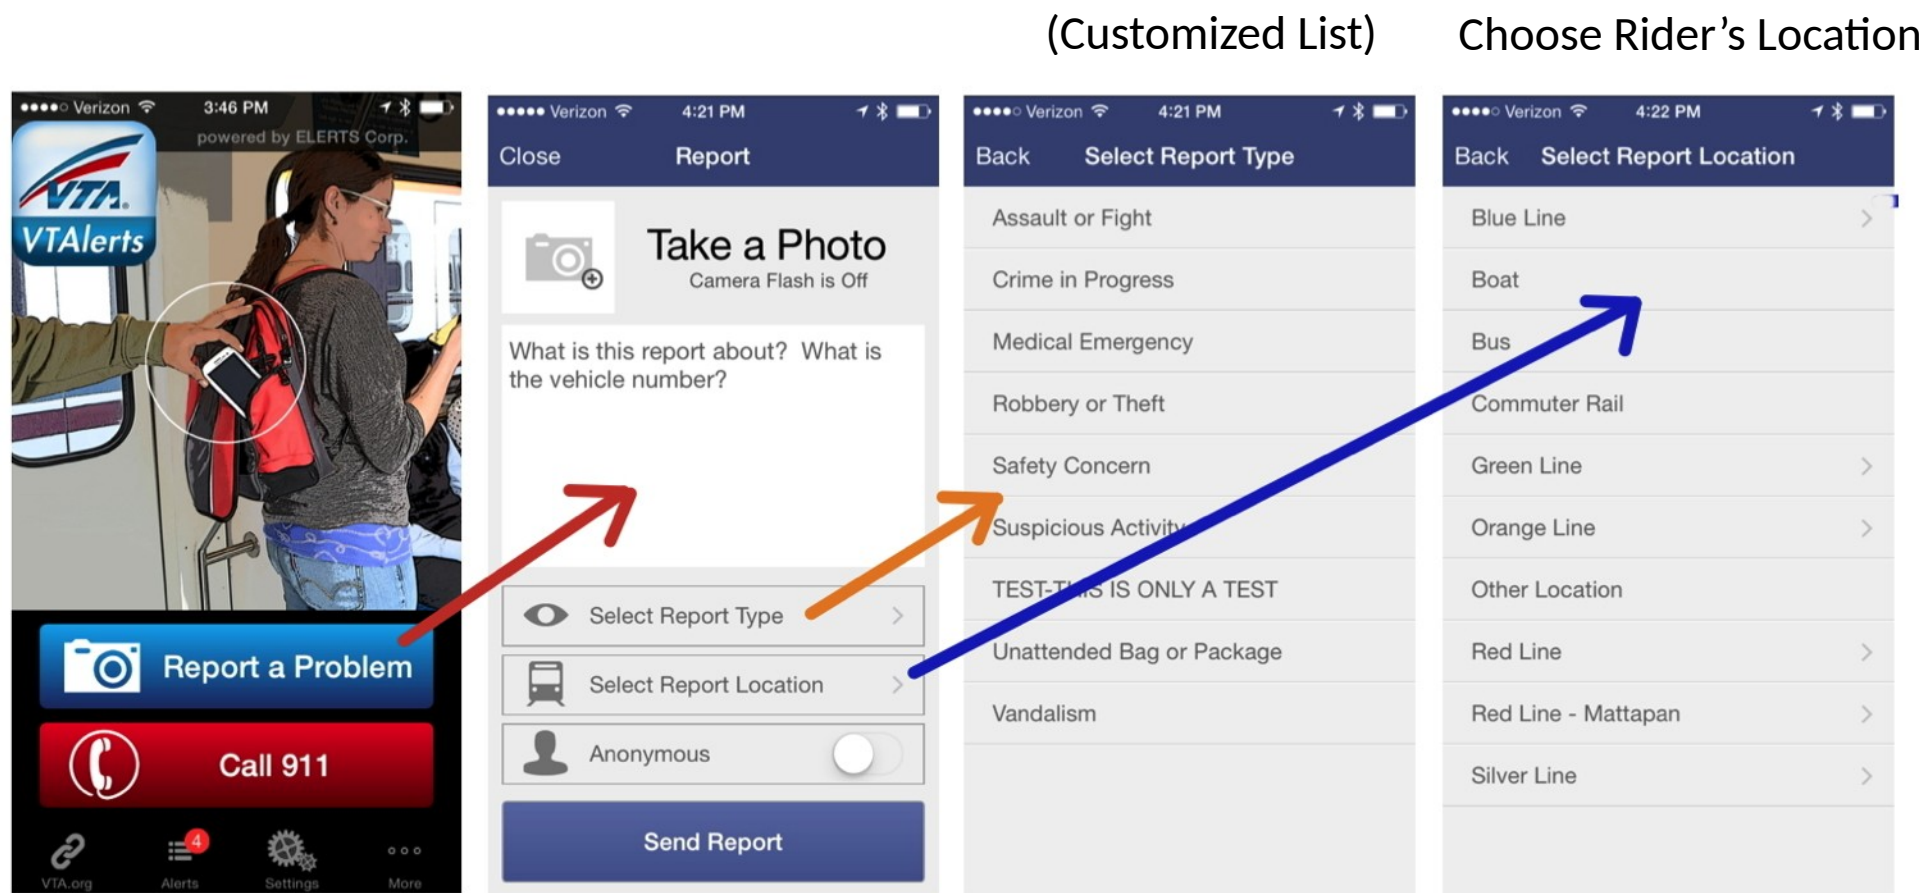 (Customized List)
Choose Rider's Location
Verizon 3:46 PM
powered by ELERTS Corp.
VTA.
VTAlerts
Report a Problem
Call 911
4
VTA.org
Alerts
Settings
More
Verizon 4:21 PM
Close
Report
Take a Photo
Camera Flash is Off
What is this report about? What is
the vehicle number?
Select Report Type
Select Report Location
Anonymous
Send Report
Verizon 4:21 PM
Back
Select Report Type
Assault or Fight
Crime in Progress
Medical Emergency
Robbery or Theft
Safety Concern
Suspicious Activity
TEST-THIS IS ONLY A TEST
Unattended Bag or Package
Vandalism
Verizon 4:22 PM
Back
Select Report Location
Blue Line
Boat
Bus
Commuter Rail
Green Line
Orange Line
Other Location
Red Line
Red Line - Mattapan
Silver Line